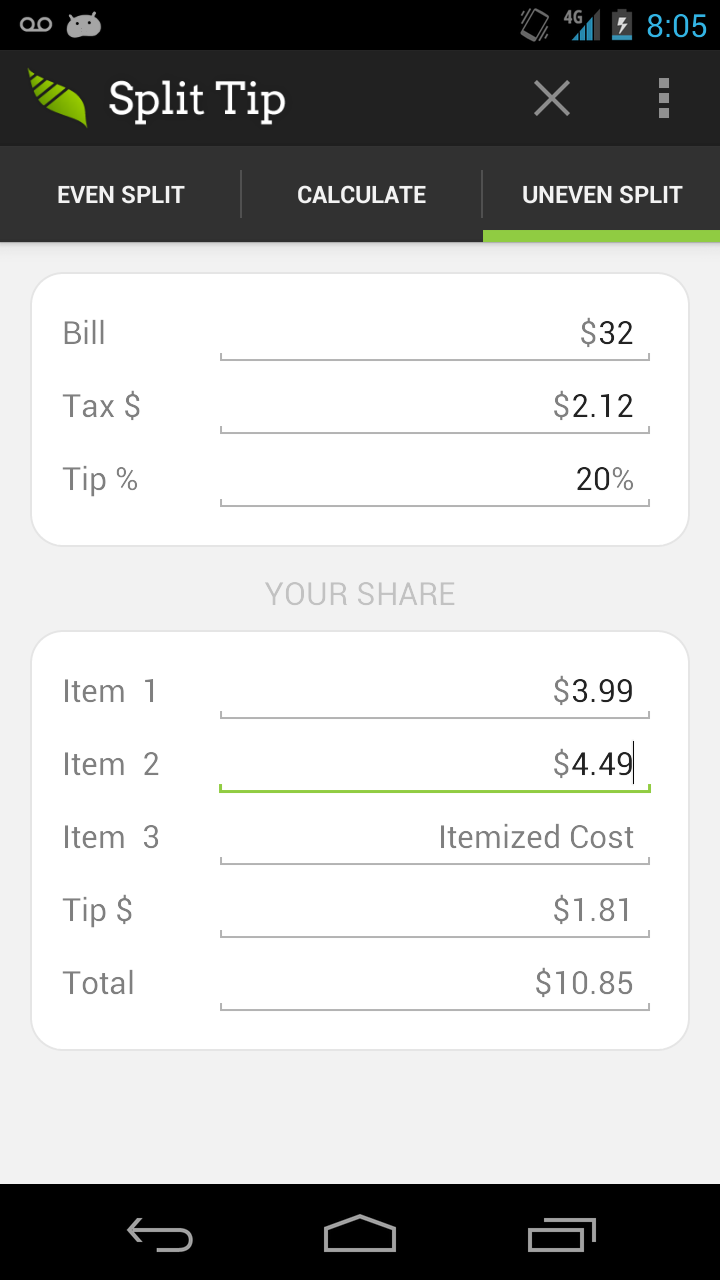 4G 8:05
Split Tip
EVEN SPLIT CALCULATE UNEVEN SPLIT
Bill $32
Tax $ $2.12
Tip % 20%
YOUR SHARE
Item 1 $3.99
Item 2 $4.49
Item 3 Itemized Cost
Tip $ $1.81
Total $10.85